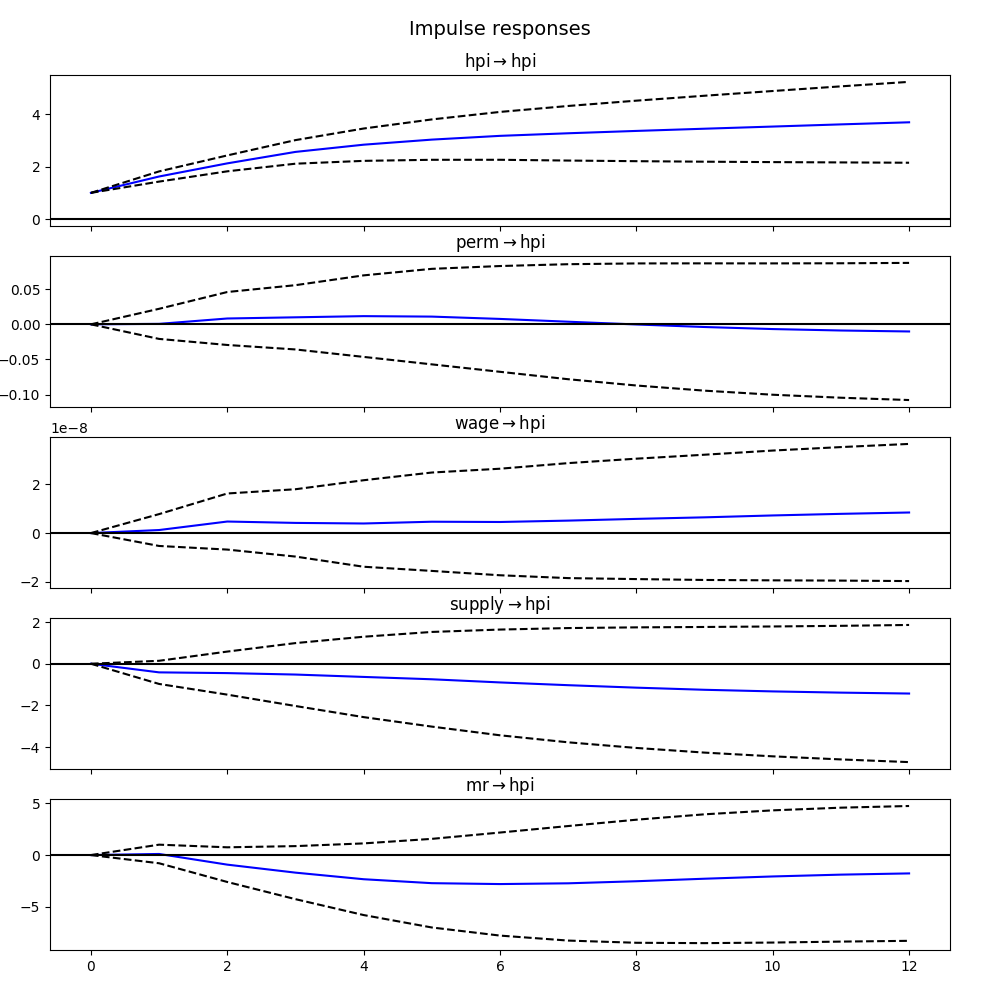 Impulse responses
hpi → hpi
4
2
0
perm → hpi
0.05
0.00
−0.05
−0.10
1e−8
wage → hpi
2
0
−2
supply → hpi
2
0
−2
−4
mr → hpi
5
0
−5
0 2 4 6 8 10 12